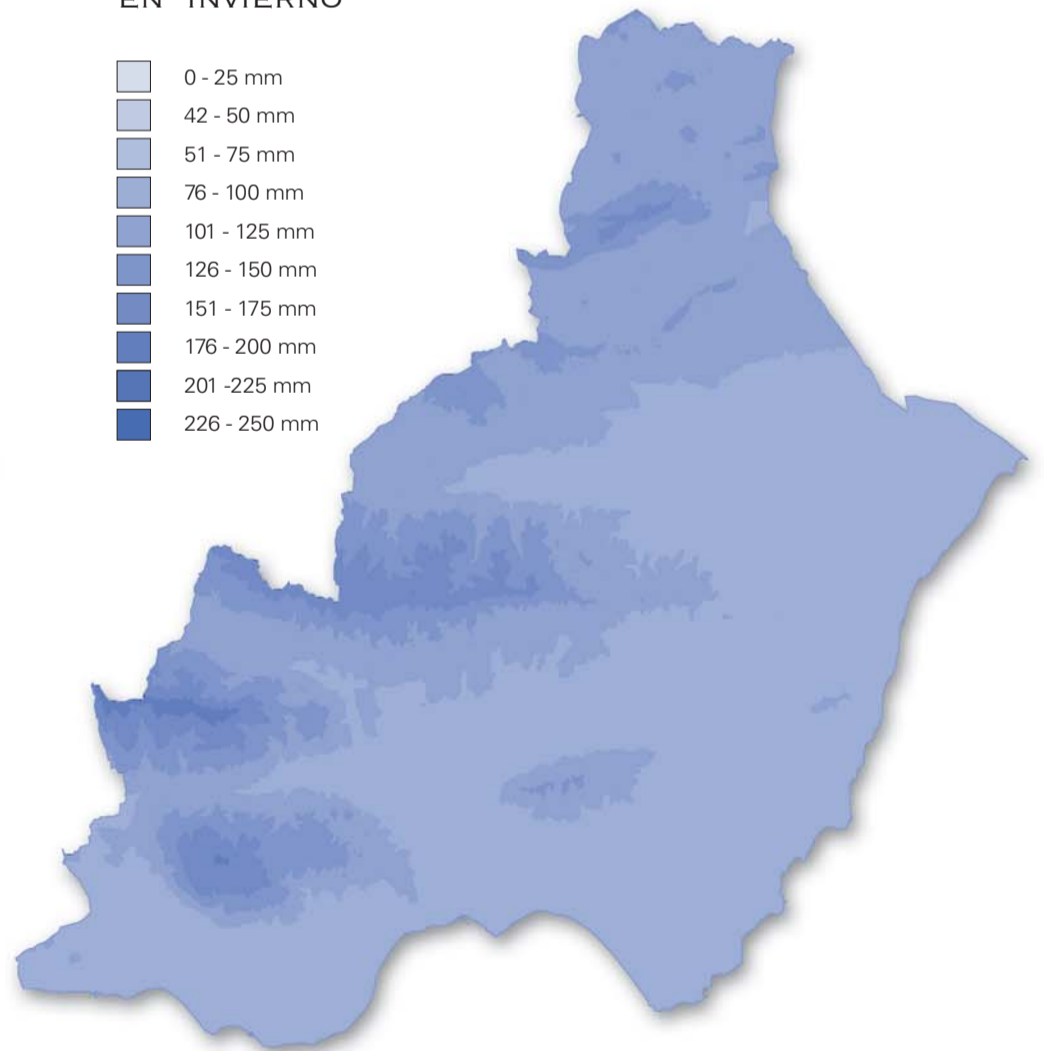 EN INVIERNO
0 - 25 mm
42 - 50 mm
51 - 75 mm
76 - 100 mm
101 - 125 mm
126 - 150 mm
151 - 175 mm
176 - 200 mm
201 -225 mm
226 - 250 mm